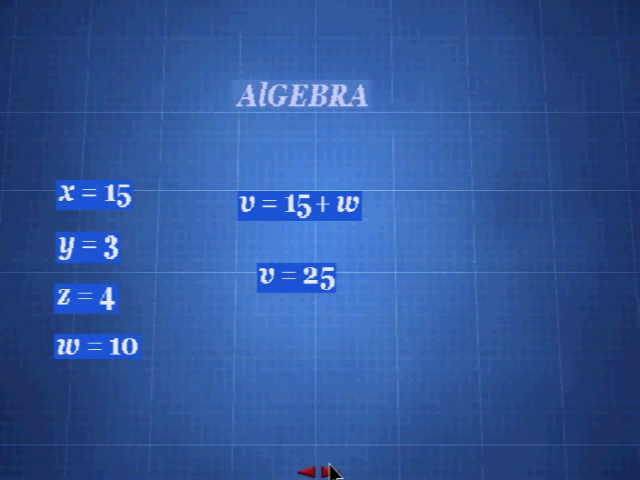 AlGEBRA
x = 15
y = 3
z = 4
w = 10
v = 15 + w
v = 25